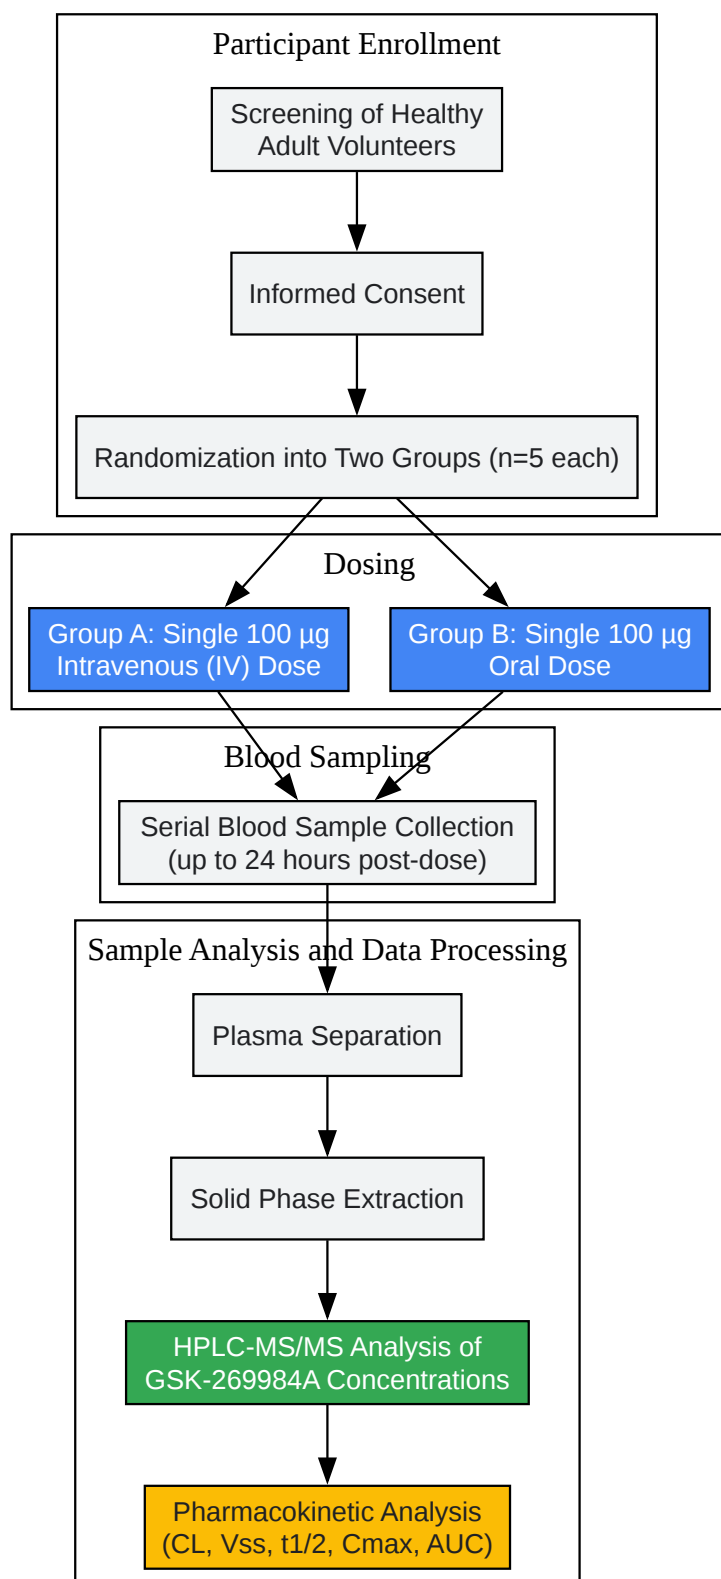 Participant Enrollment
Screening of Healthy
Adult Volunteers
Informed Consent
Randomization into Two Groups (n=5 each)
Dosing
Group A: Single 100 µg
Intravenous (IV) Dose
Group B: Single 100 µg
Oral Dose
Blood Sampling
Serial Blood Sample Collection
(up to 24 hours post-dose)
Sample Analysis and Data Processing
Plasma Separation
Solid Phase Extraction
HPLC-MS/MS Analysis of
GSK-269984A Concentrations
Pharmacokinetic Analysis
(CL, Vss, t1/2, Cmax, AUC)